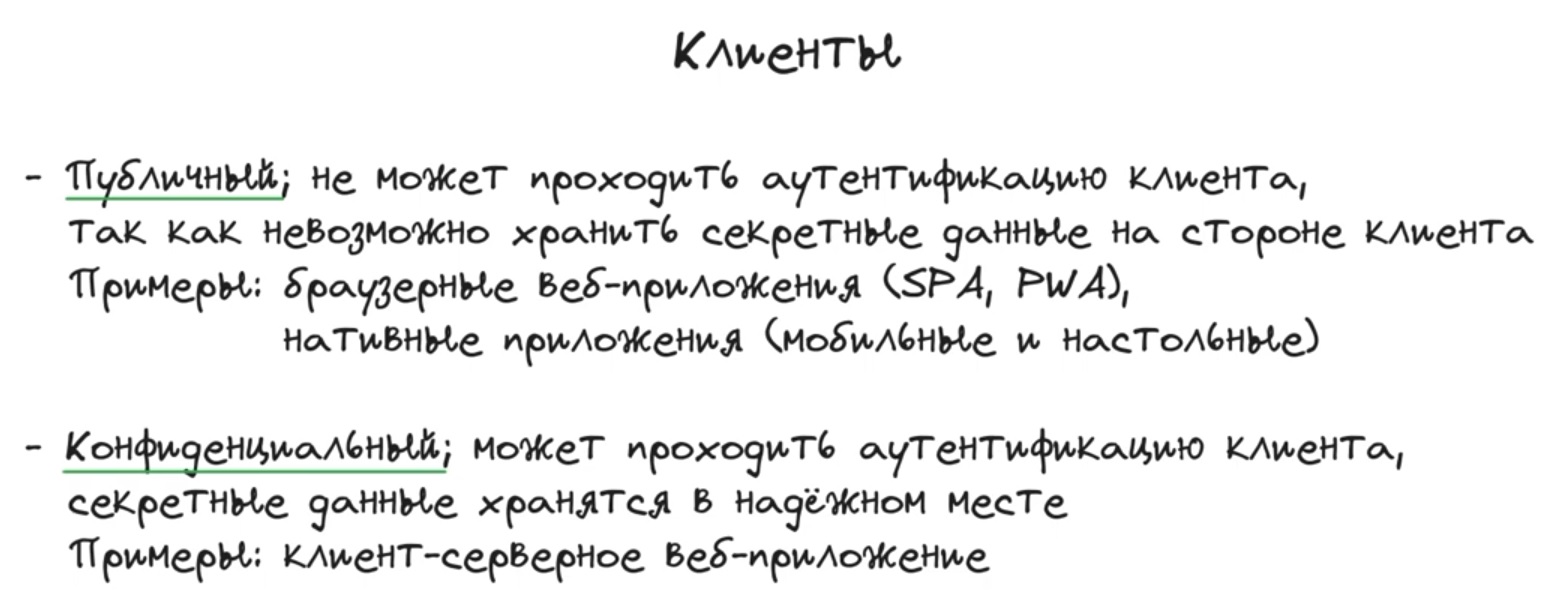 Клиенты
- Публичный; не может проходить аутентификацию клиента,
так как невозможно хранить секретные данные на стороне клиента
Примеры: браузерные веб-приложения (SPA, PWA),
нативные приложения (мобильные и настольные)
- Конфиденциальный; может проходить аутентификацию клиента,
секретные данные хранятся в надёжном месте
Примеры: клиент-серверное веб-приложение